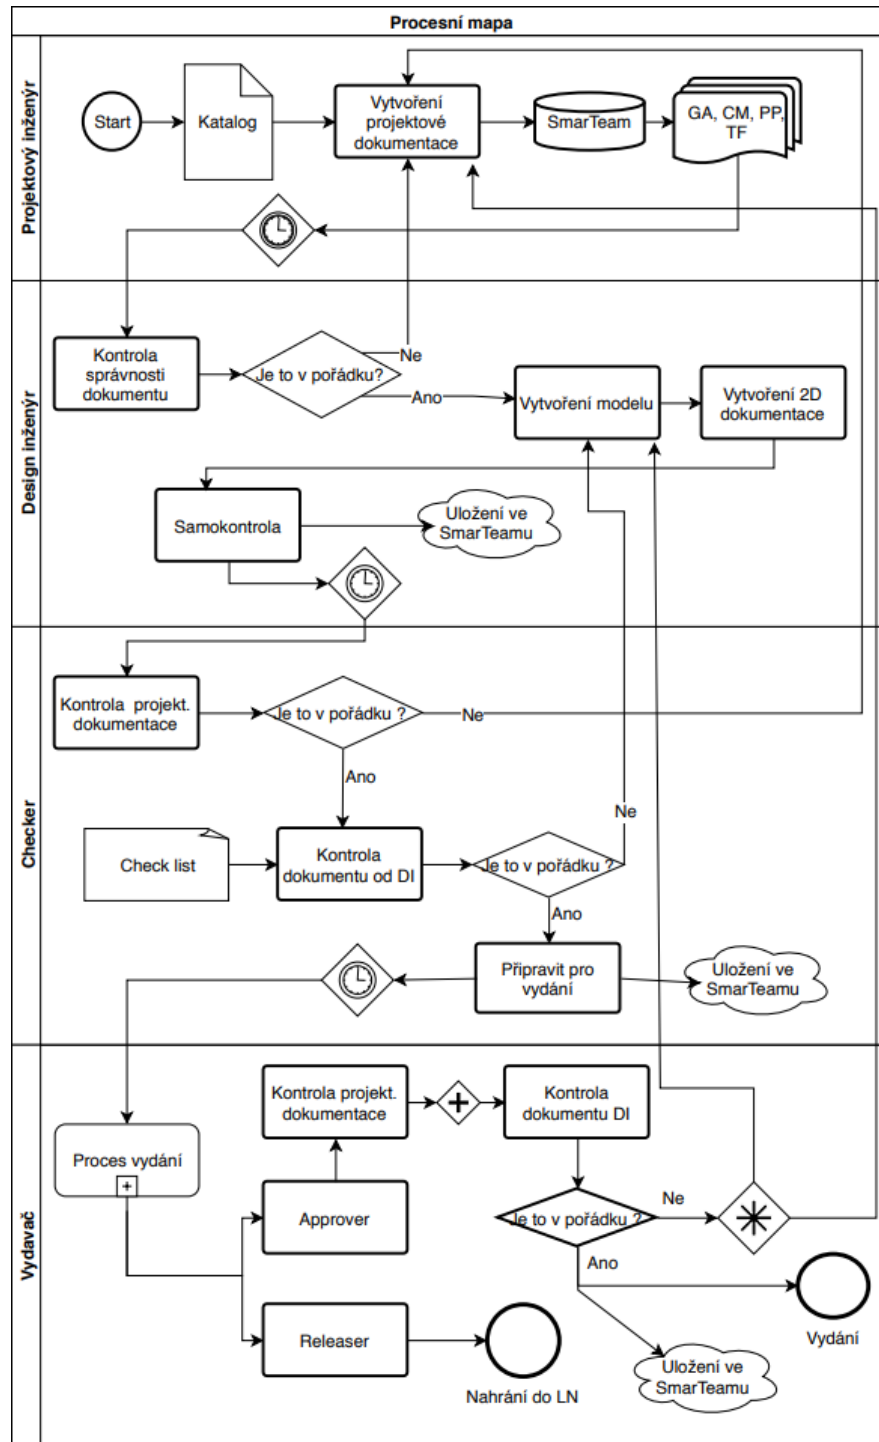 Procesní mapa
Projektový inženýr
Start
Katalog
Vytvoření
projektové
dokumentace
SmarTeam
GA, CM, PP,
TF
Design inženýr
Kontrola
správnosti
dokumentu
Je to v pořádku?
Ne
Ano
Vytvoření modelu
Vytvoření 2D
dokumentace
Samokontrola
Uložení ve
SmarTeamu
Checker
Kontrola projekt.
dokumentace
Je to v pořádku ?
Ne
Ano
Check list
Kontrola
dokumentu od DI
Je to v pořádku ?
Ne
Ano
Připravit pro
vydání
Uložení ve
SmarTeamu
Vydavač
Proces vydání
Kontrola projekt.
dokumentace
Kontrola
dokumentu DI
Approver
Je to v pořádku ?
Ne
Ano
Releaser
Nahrání do LN
Uložení ve
SmarTeamu
Vydání